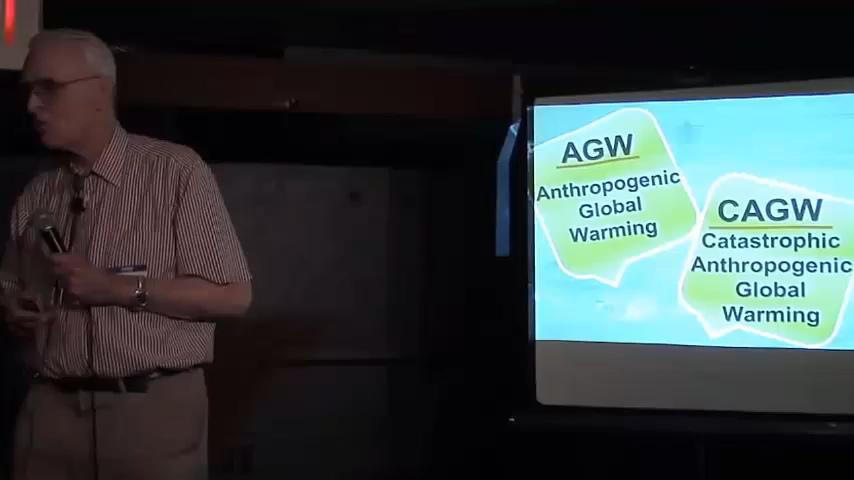 AGW
Anthropogenic
Global
Warming
CAGW
Catastrophic
Anthropogenic
Global
Warming